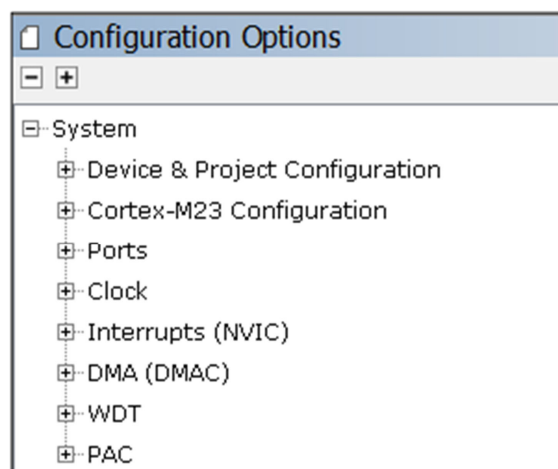 Configuration Options
System
Device & Project Configuration
Cortex-M23 Configuration
Ports
Clock
Interrupts (NVIC)
DMA (DMAC)
WDT
PAC